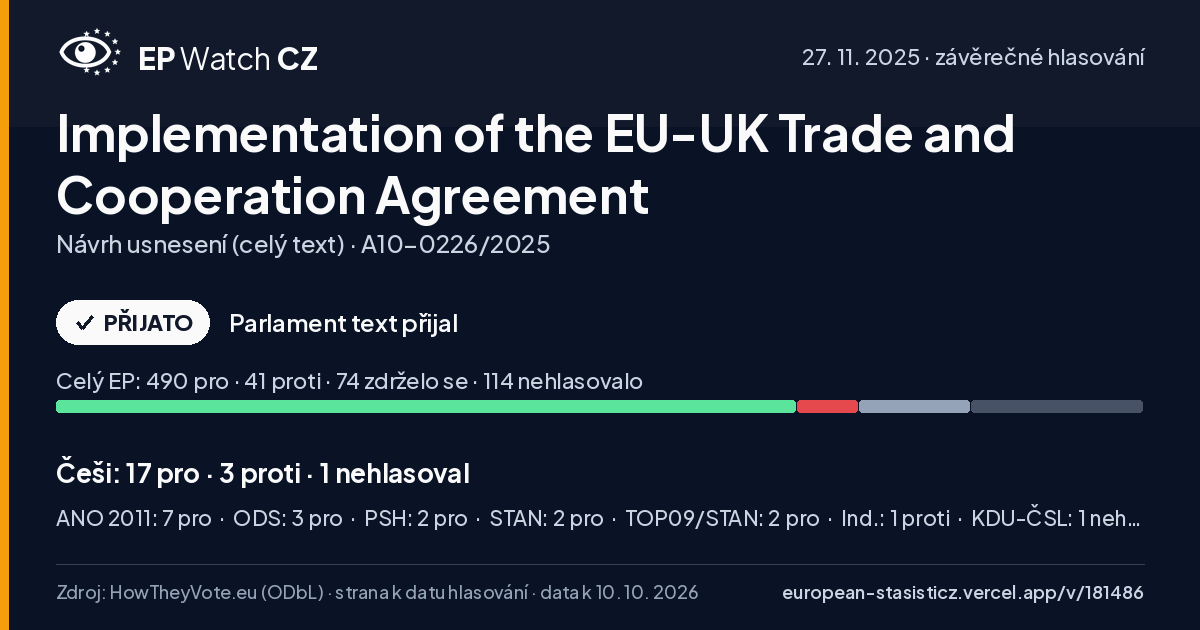 EP Watch CZ
27. 11. 2025 · závěrečné hlasování
Implementation of the EU-UK Trade and
Cooperation Agreement
Návrh usnesení (celý text) · A10-0226/2025
✓ PŘIJATO
Parlament text přijal
Celý EP: 490 pro · 41 proti · 74 zdrželo se · 114 nehlasovalo
Češi: 17 pro · 3 proti · 1 nehlasoval
ANO 2011: 7 pro · ODS: 3 pro · PSH: 2 pro · STAN: 2 pro · TOP09/STAN: 2 pro · Ind.: 1 proti · KDU-ČSL: 1 neh…
Zdroj: HowTheyVote.eu (ODbL) · strana k datu hlasování · data k 10. 10. 2026
european-stasisticz.vercel.app/v/181486